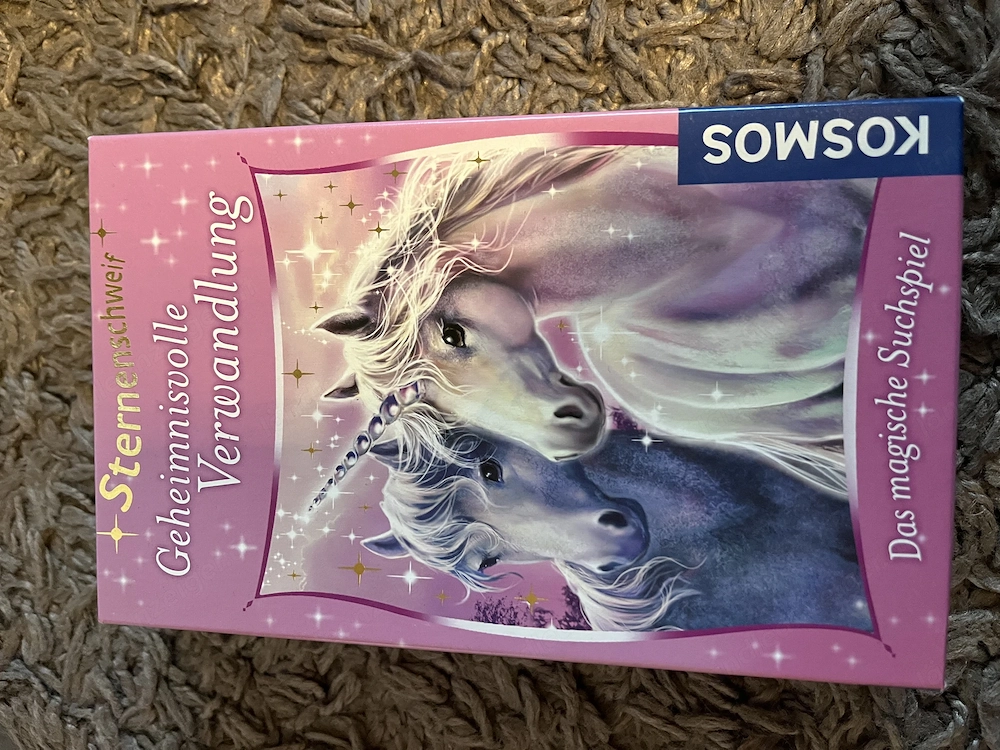 Sternenschweif
Geheimnisvolle
Verwandlung
Das magische Suchspiel
KOSMOS